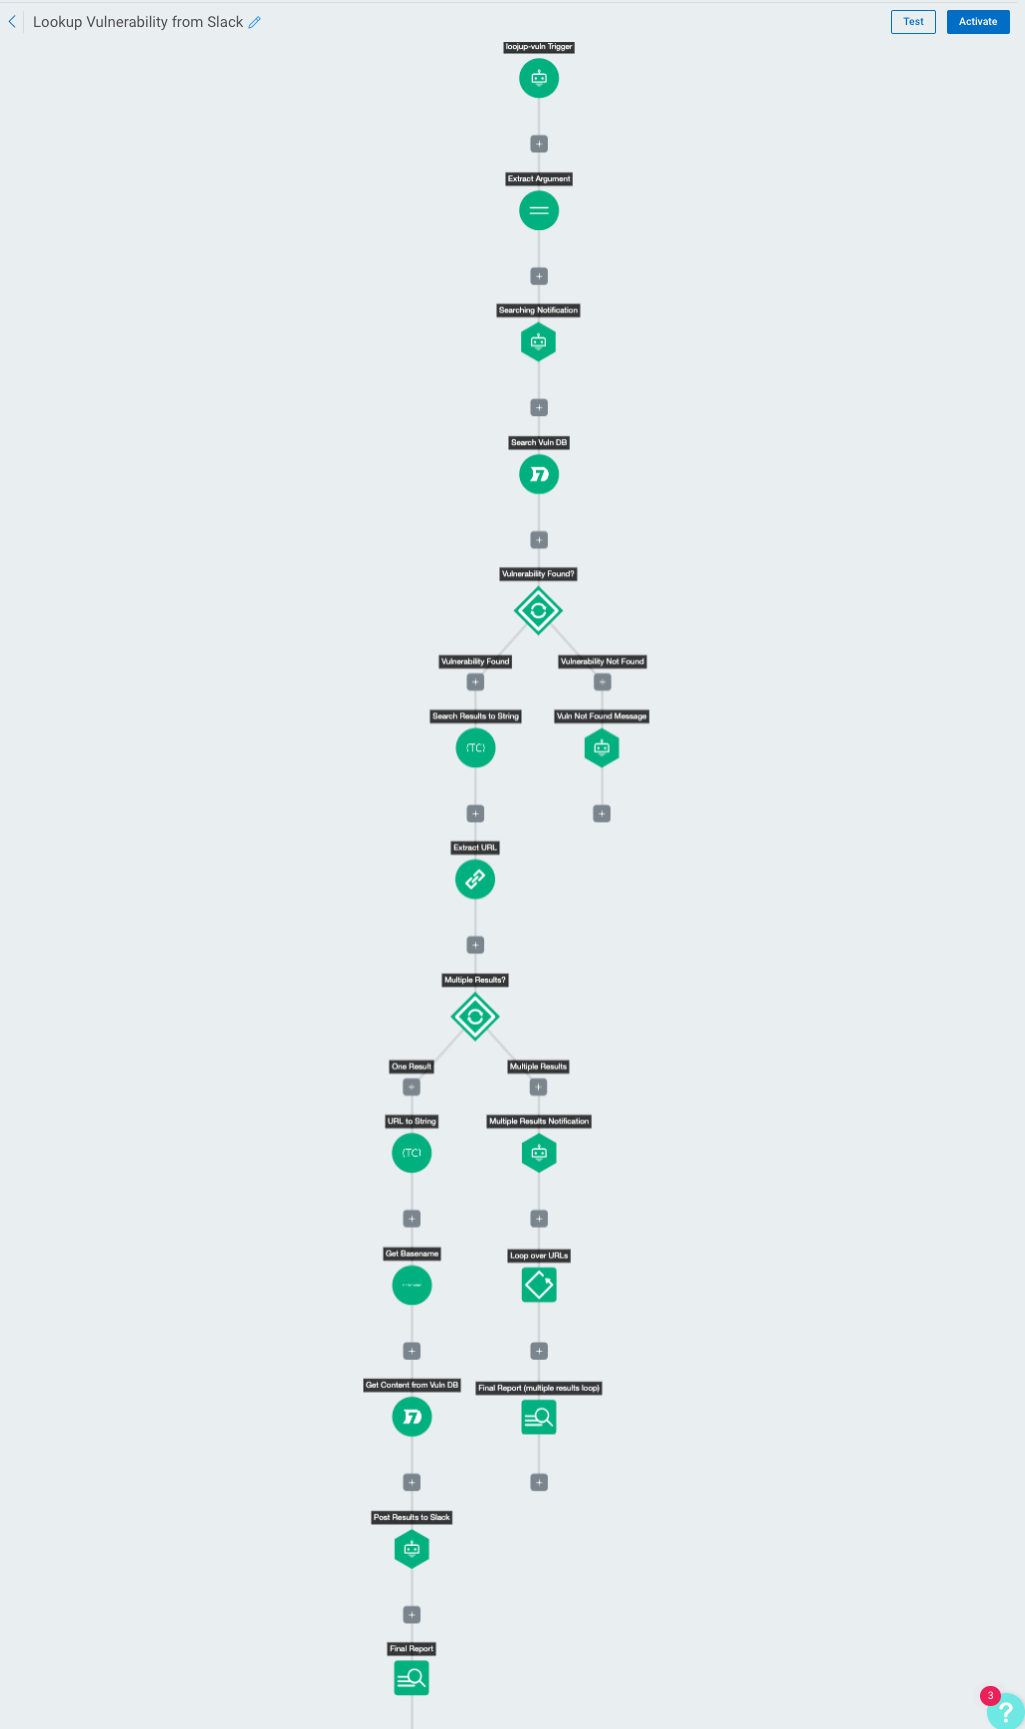 Lookup Vulnerability from Slack
Test
Activate
loojup-vuln Trigger
Extract Argument
Searching Notification
Search Vuln DB
Vulnerability Found?
Vulnerability Found
Vulnerability Not Found
Search Results to String
Vuln Not Found Message
(TC)
Extract URL
Multiple Results?
One Result
Multiple Results
URL to String
Multiple Results Notification
(TC)
Get Basename
Loop over URLs
Get Content from Vuln DB
Final Report (multiple results loop)
Post Results to Slack
Final Report
3
?